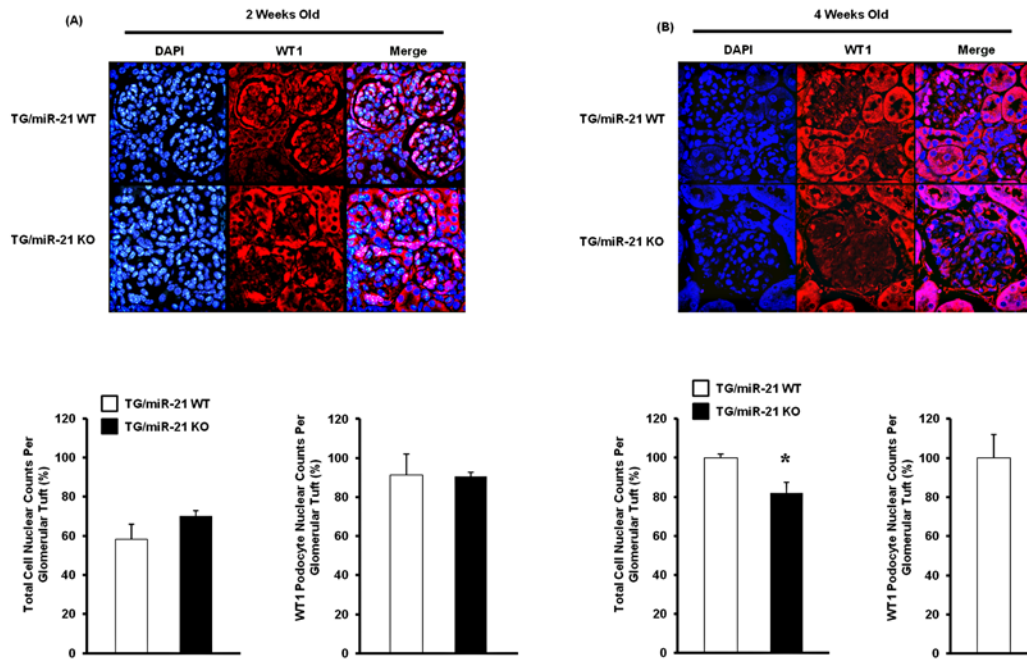 (A)
2 Weeks Old
DAPI WT1 Merge
TG/miR-21 WT
TG/miR-21 KO
(B)
4 Weeks Old
DAPI WT1 Merge
TG/miR-21 WT
TG/miR-21 KO
TG/miR-21 WT
TG/miR-21 KO
Total Cell Nuclear Counts Per
Glomerular Tuft (%)
120
100
80
60
40
20
0
WT1 Podocyte Nuclear Counts Per
Glomerular Tuft (%)
120
100
80
60
40
20
0
TG/miR-21 WT
TG/miR-21 KO
Total Cell Nuclear Counts Per
Glomerular Tuft (%)
120
100
80
60
40
20
0
*
WT1 Podocyte Nuclear Counts Per
Glomerular Tuft (%)
120
100
80
60
40
20
0